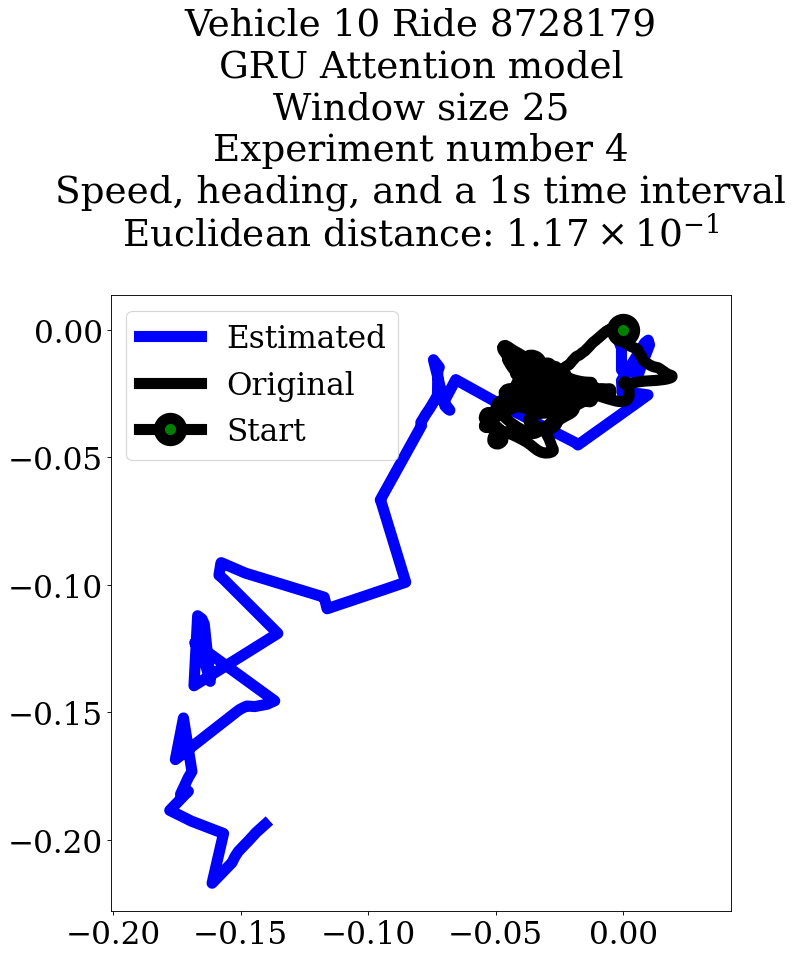 Vehicle 10 Ride 8728179
GRU Attention model
Window size 25
Experiment number 4
Speed, heading, and a 1s time interval
Euclidean distance: 1.17 × 10⁻¹
Estimated
Original
Start
0.00
−0.05
−0.10
−0.15
−0.20
−0.20 −0.15 −0.10 −0.05 0.00